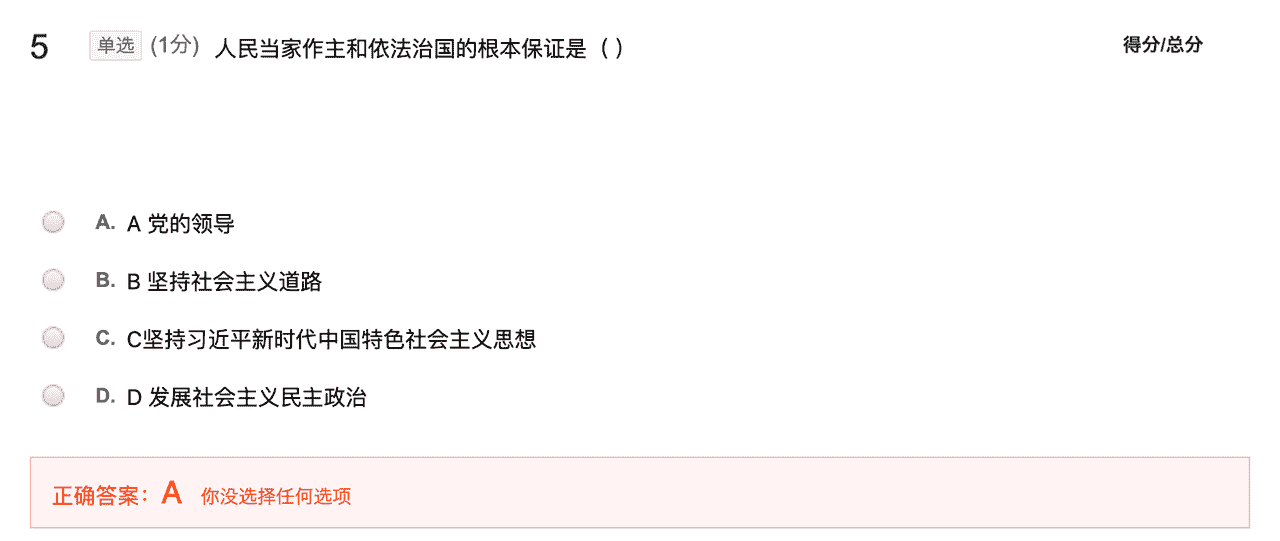 5 单选 (1分) 人民当家作主和依法治国的根本保证是（ ） 得分/总分
A. A 党的领导
B. B 坚持社会主义道路
C. C坚持习近平新时代中国特色社会主义思想
D. D 发展社会主义民主政治
正确答案：A 你没选择任何选项